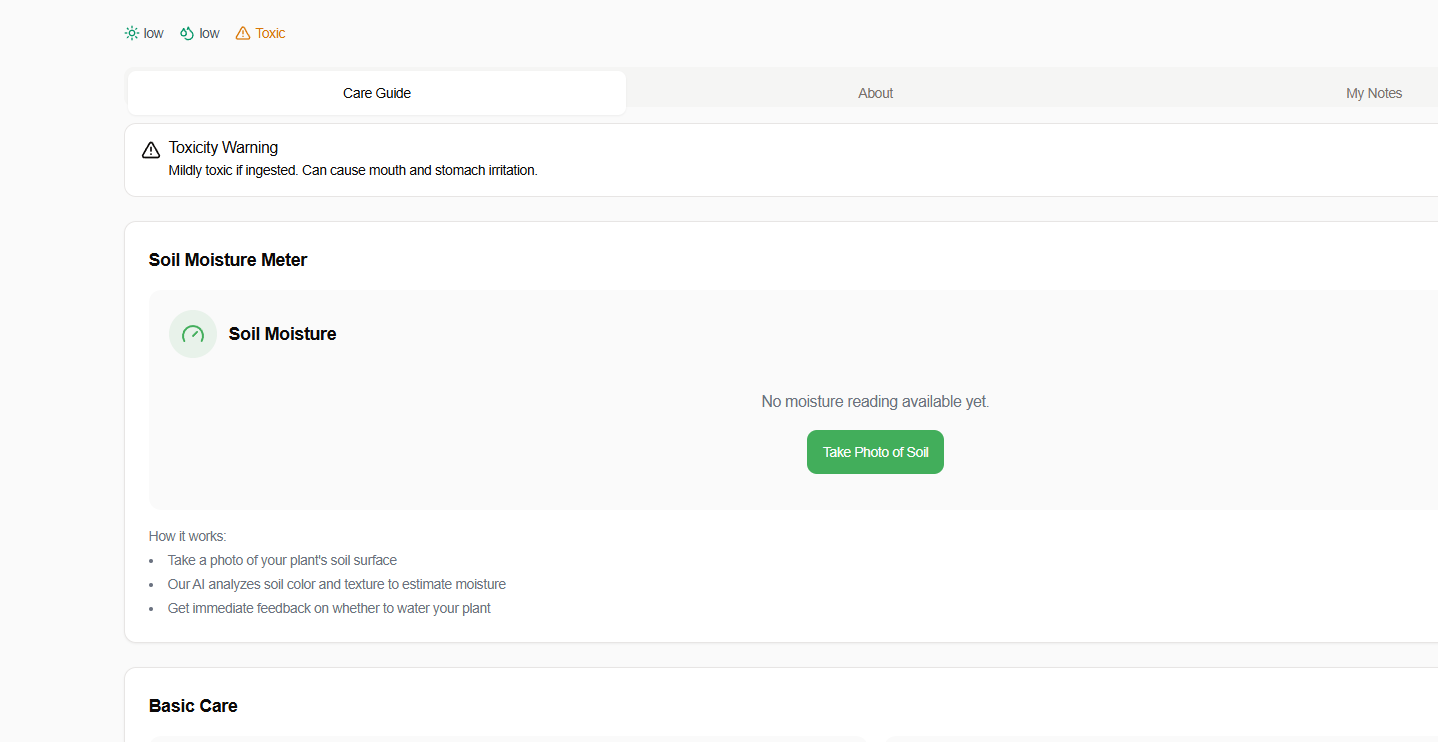 low low Toxic
Care Guide About My Notes
Toxicity Warning
Mildly toxic if ingested. Can cause mouth and stomach irritation.
Soil Moisture Meter
Soil Moisture
No moisture reading available yet.
Take Photo of Soil
How it works:
• Take a photo of your plant's soil surface
• Our AI analyzes soil color and texture to estimate moisture
• Get immediate feedback on whether to water your plant
Basic Care